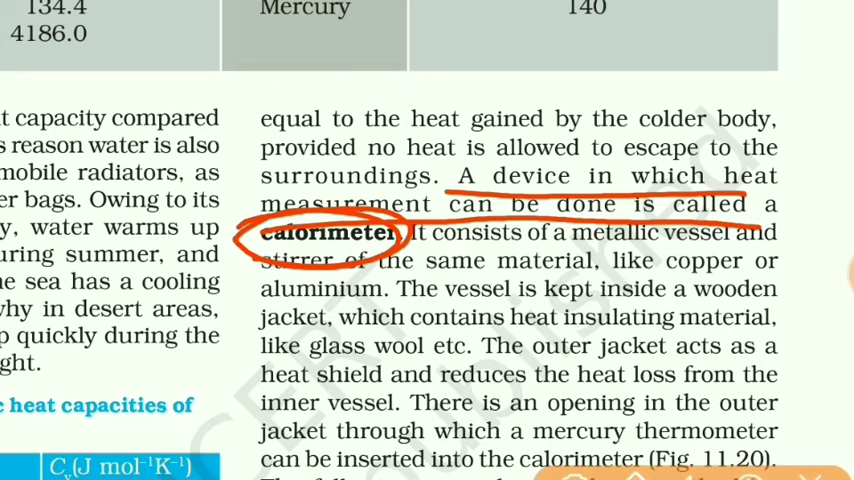 134.4
4186.0
Mercury 140
t capacity compared
s reason water is also
mobile radiators, as
er bags. Owing to its
y, water warms up
uring summer, and
he sea has a cooling
why in desert areas,
p quickly during the
ght.
c heat capacities of
Cv(J mol⁻¹K⁻¹)
equal to the heat gained by the colder body,
provided no heat is allowed to escape to the
surroundings. A device in which heat
measurement can be done is called a
calorimeter. It consists of a metallic vessel and
stirrer of the same material, like copper or
aluminium. The vessel is kept inside a wooden
jacket, which contains heat insulating material,
like glass wool etc. The outer jacket acts as a
heat shield and reduces the heat loss from the
inner vessel. There is an opening in the outer
jacket through which a mercury thermometer
can be inserted into the calorimeter (Fig. 11.20).